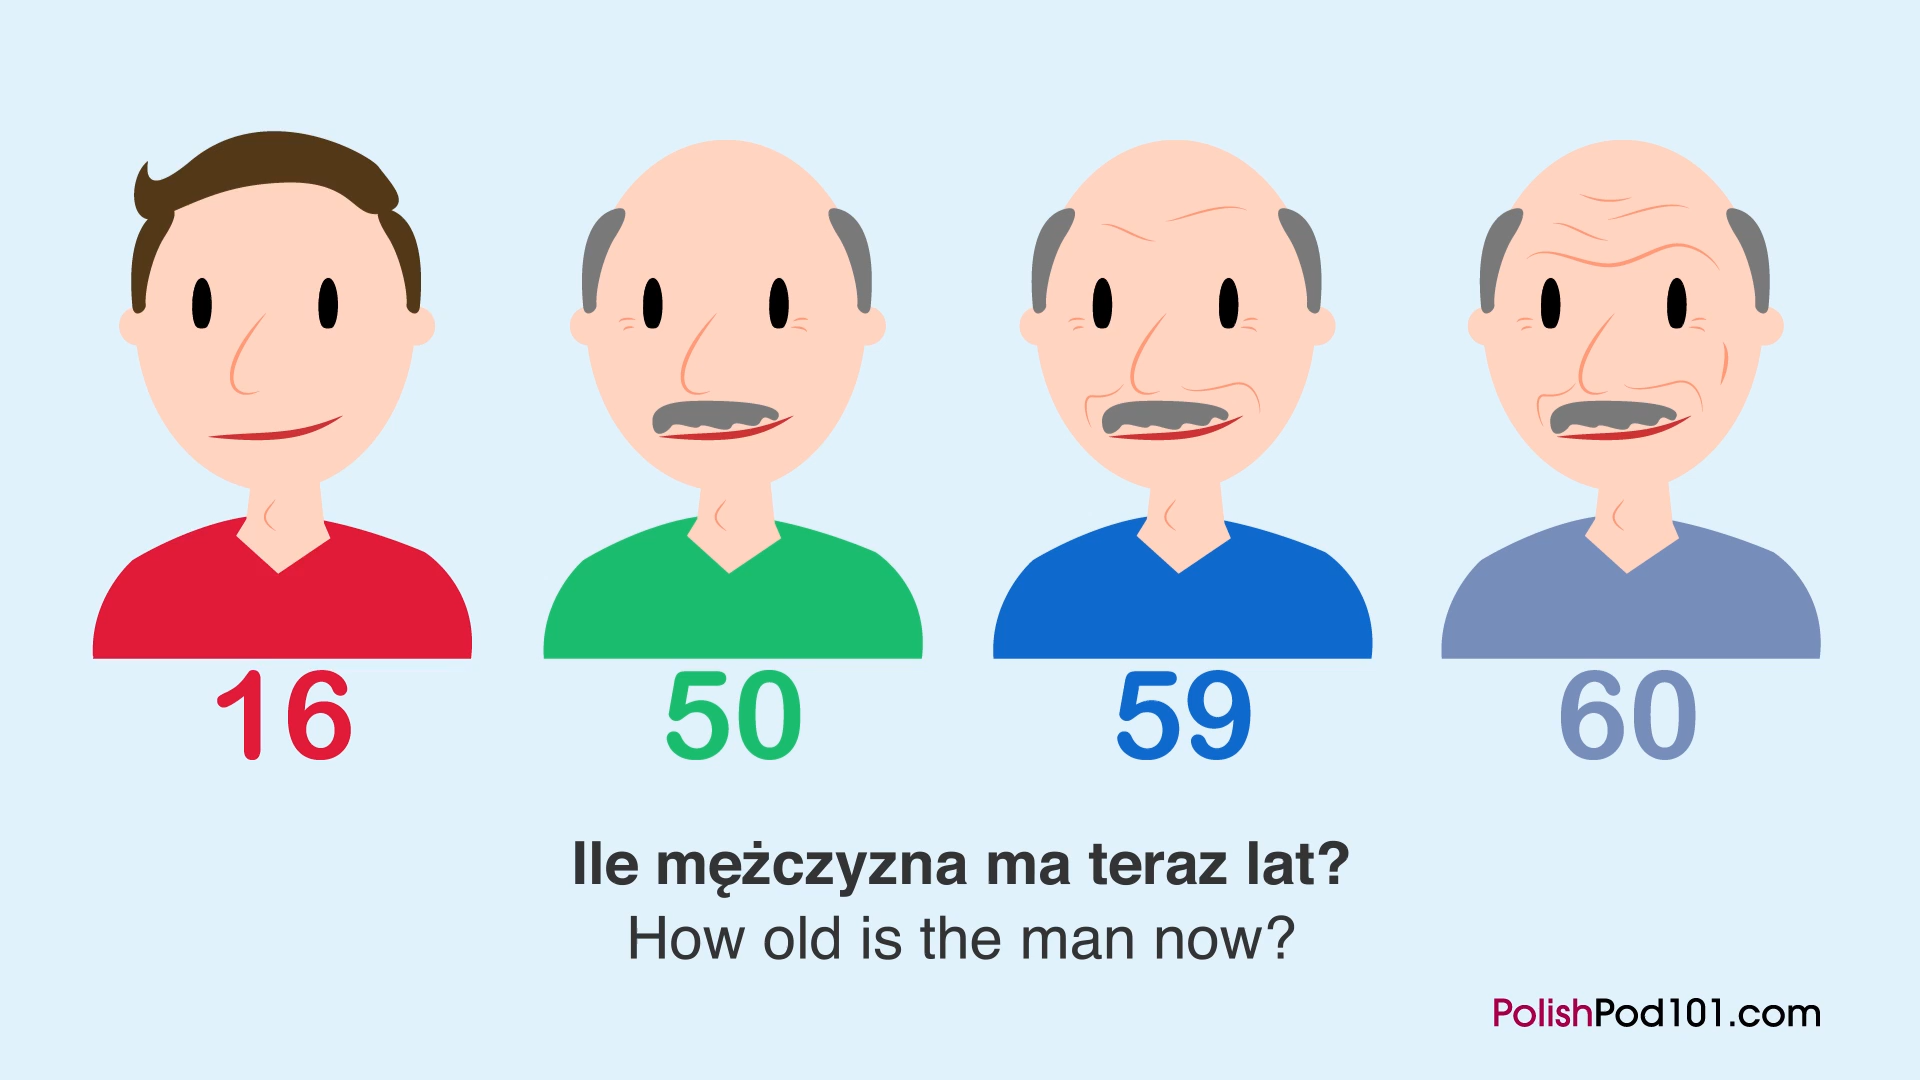 16 50 59 60
Ile mężczyzna ma teraz lat?
How old is the man now?
PolishPod101.com